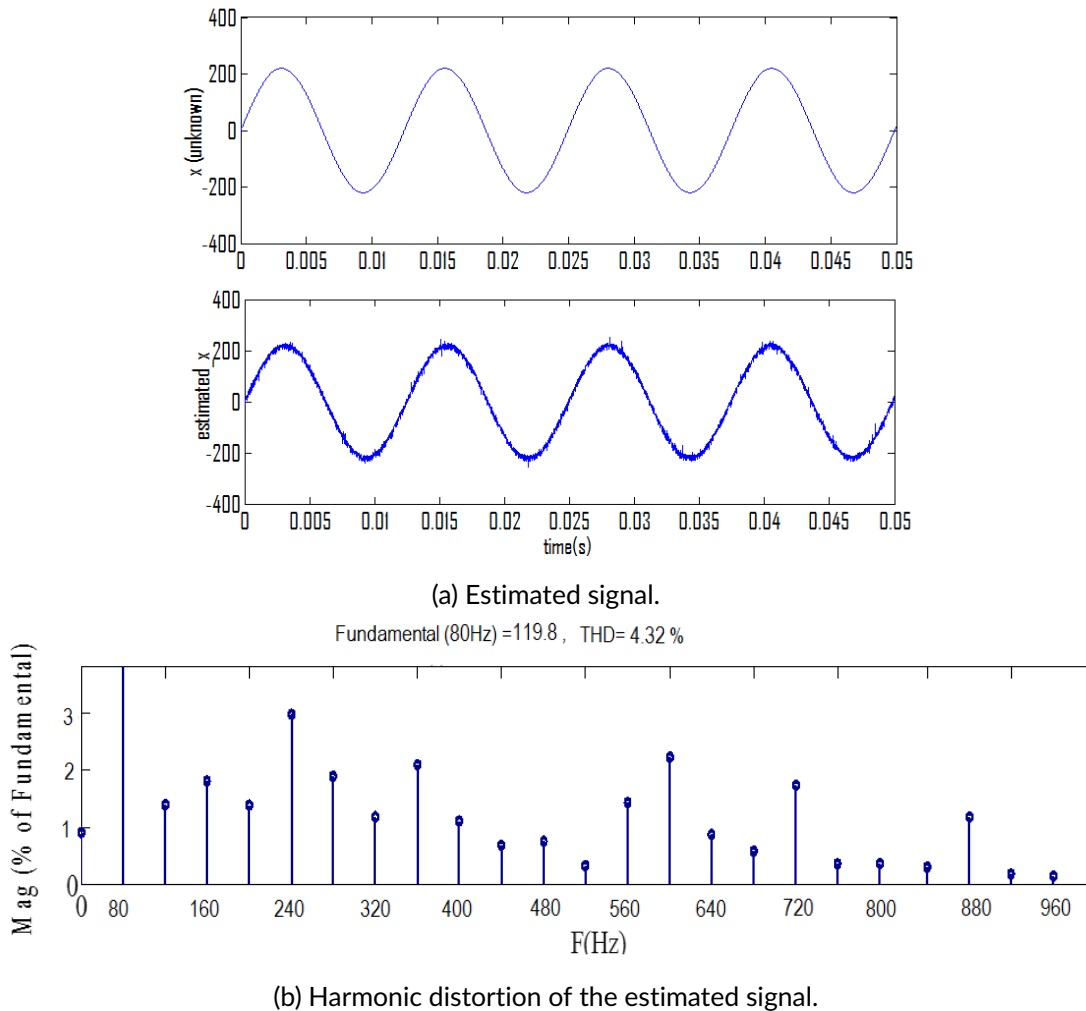 400
200
0
-200
-400
x (unknown)
0 0.005 0.01 0.015 0.02 0.025 0.03 0.035 0.04 0.045 0.05
400
200
0
-200
-400
estimated x
0 0.005 0.01 0.015 0.02 0.025 0.03 0.035 0.04 0.045 0.05
time(s)
(a) Estimated signal.
Fundamental (80Hz) =119.8 , THD= 4.32 %
Mag (% of Fundamental)
3
2
1
0
0 80 160 240 320 400 480 560 640 720 800 880 960
F(Hz)
(b) Harmonic distortion of the estimated signal.